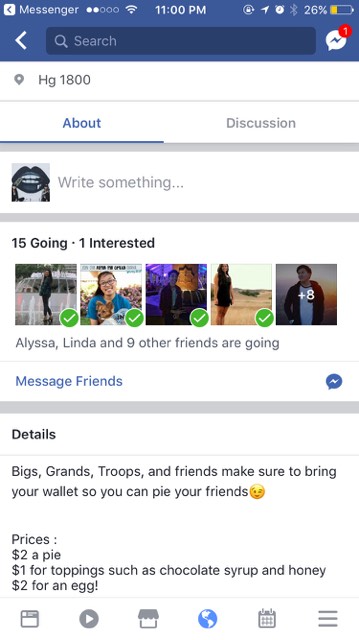 Messenger 11:00 PM 26%
Search
1
Hg 1800
About Discussion
Write something...
15 Going · 1 Interested
+8
Alyssa, Linda and 9 other friends are going
Message Friends
Details
Bigs, Grands, Troops, and friends make sure to bring
your wallet so you can pie your friends😉
Prices :
$2 a pie
$1 for toppings such as chocolate syrup and honey
$2 for an egg!